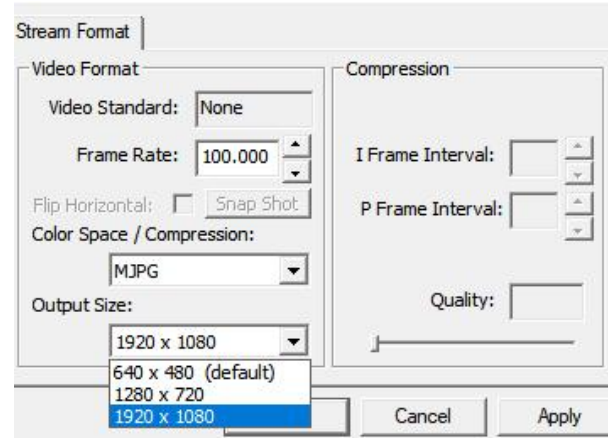 Stream Format
Video Format
Video Standard: None
Frame Rate: 100.000
Flip Horizontal: Snap Shot
Color Space / Compression:
MJPG
Output Size:
1920 x 1080
640 x 480 (default)
1280 x 720
1920 x 1080
Compression
I Frame Interval:
P Frame Interval:
Quality:
Cancel
Apply